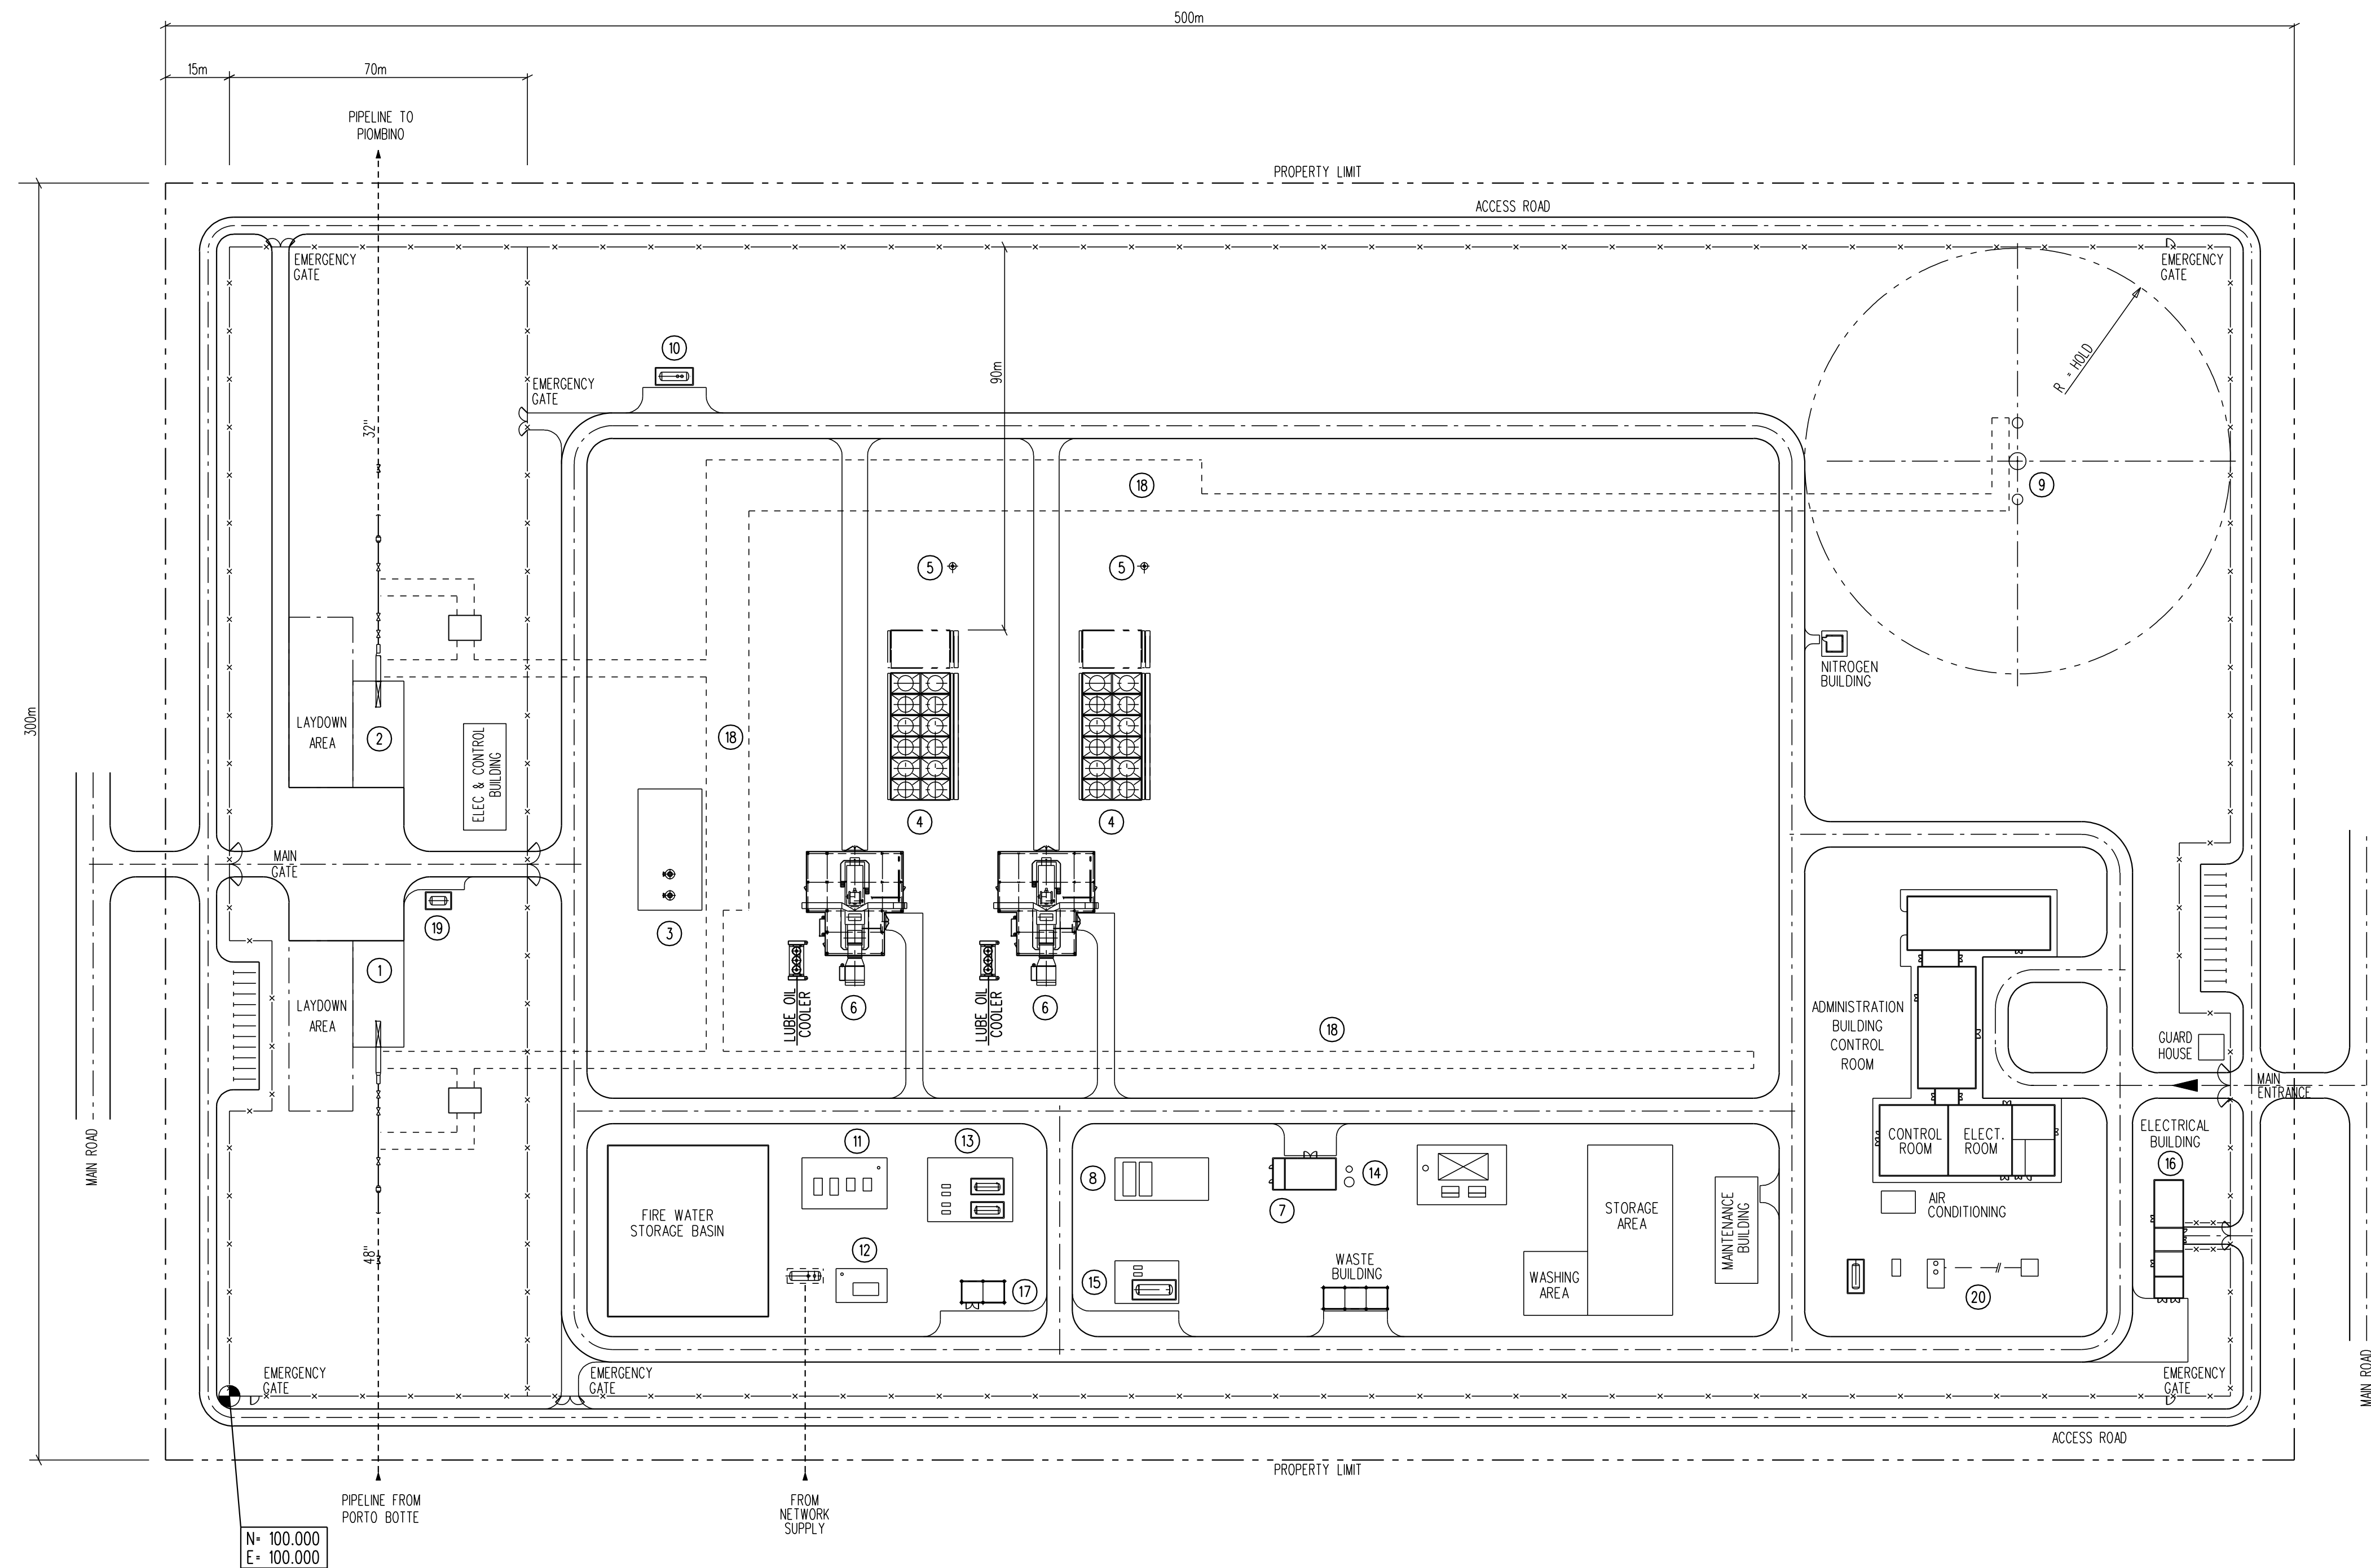 500m
15m
70m
PIPELINE TO
PIOMBINO
PROPERTY LIMIT
ACCESS ROAD
EMERGENCY
GATE
EMERGENCY
GATE
10
90m
R = HOLD
EMERGENCY
GATE
32"
18
9
5
5
NITROGEN
BUILDING
300m
LAYDOWN
AREA
2
ELEC & CONTROL
BUILDING
18
4
4
MAIN
GATE
19
3
1
LAYDOWN
AREA
LUBE OIL
COOLER
6
LUBE OIL
COOLER
6
18
ADMINISTRATION
BUILDING
CONTROL
ROOM
GUARD
HOUSE
MAIN
ENTRANCE
MAIN ROAD
11
13
8
7
14
CONTROL
ROOM
ELECT.
ROOM
ELECTRICAL
BUILDING
16
FIRE WATER
STORAGE BASIN
STORAGE
AREA
MAINTENANCE
BUILDING
AIR
CONDITIONING
48"
12
17
15
WASTE
BUILDING
WASHING
AREA
20
EMERGENCY
GATE
EMERGENCY
GATE
EMERGENCY
GATE
MAIN ROAD
ACCESS ROAD
PROPERTY LIMIT
PIPELINE FROM
PORTO BOTTE
FROM
NETWORK
SUPPLY
N= 100.000
E= 100.000